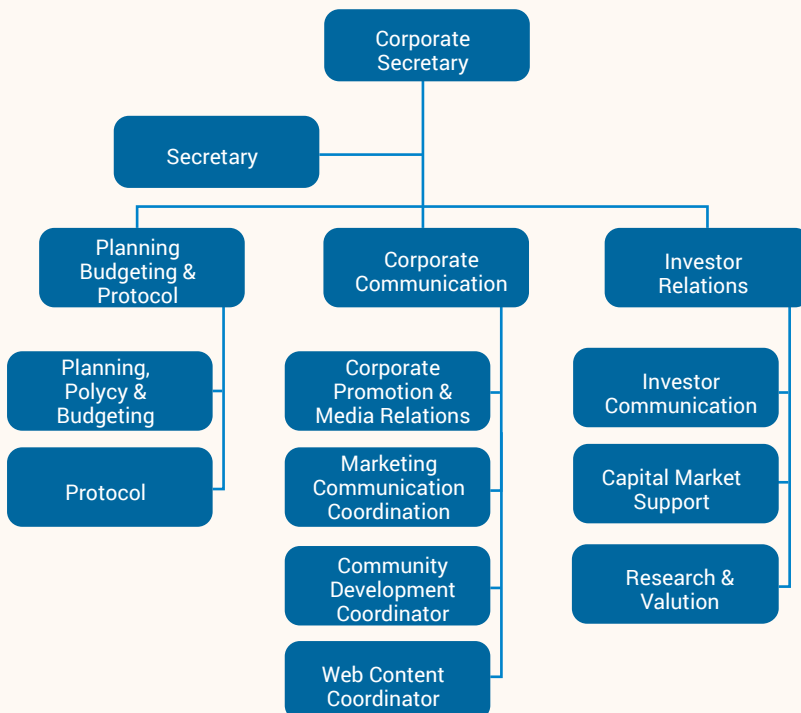 Corporate
Secretary
Secretary
Planning
Budgeting &
Protocol
Corporate
Communication
Investor
Relations
Planning,
Polycy &
Budgeting
Protocol
Corporate
Promotion &
Media Relations
Marketing
Communication
Coordination
Community
Development
Coordinator
Web Content
Coordinator
Investor
Communication
Capital Market
Support
Research &
Valution